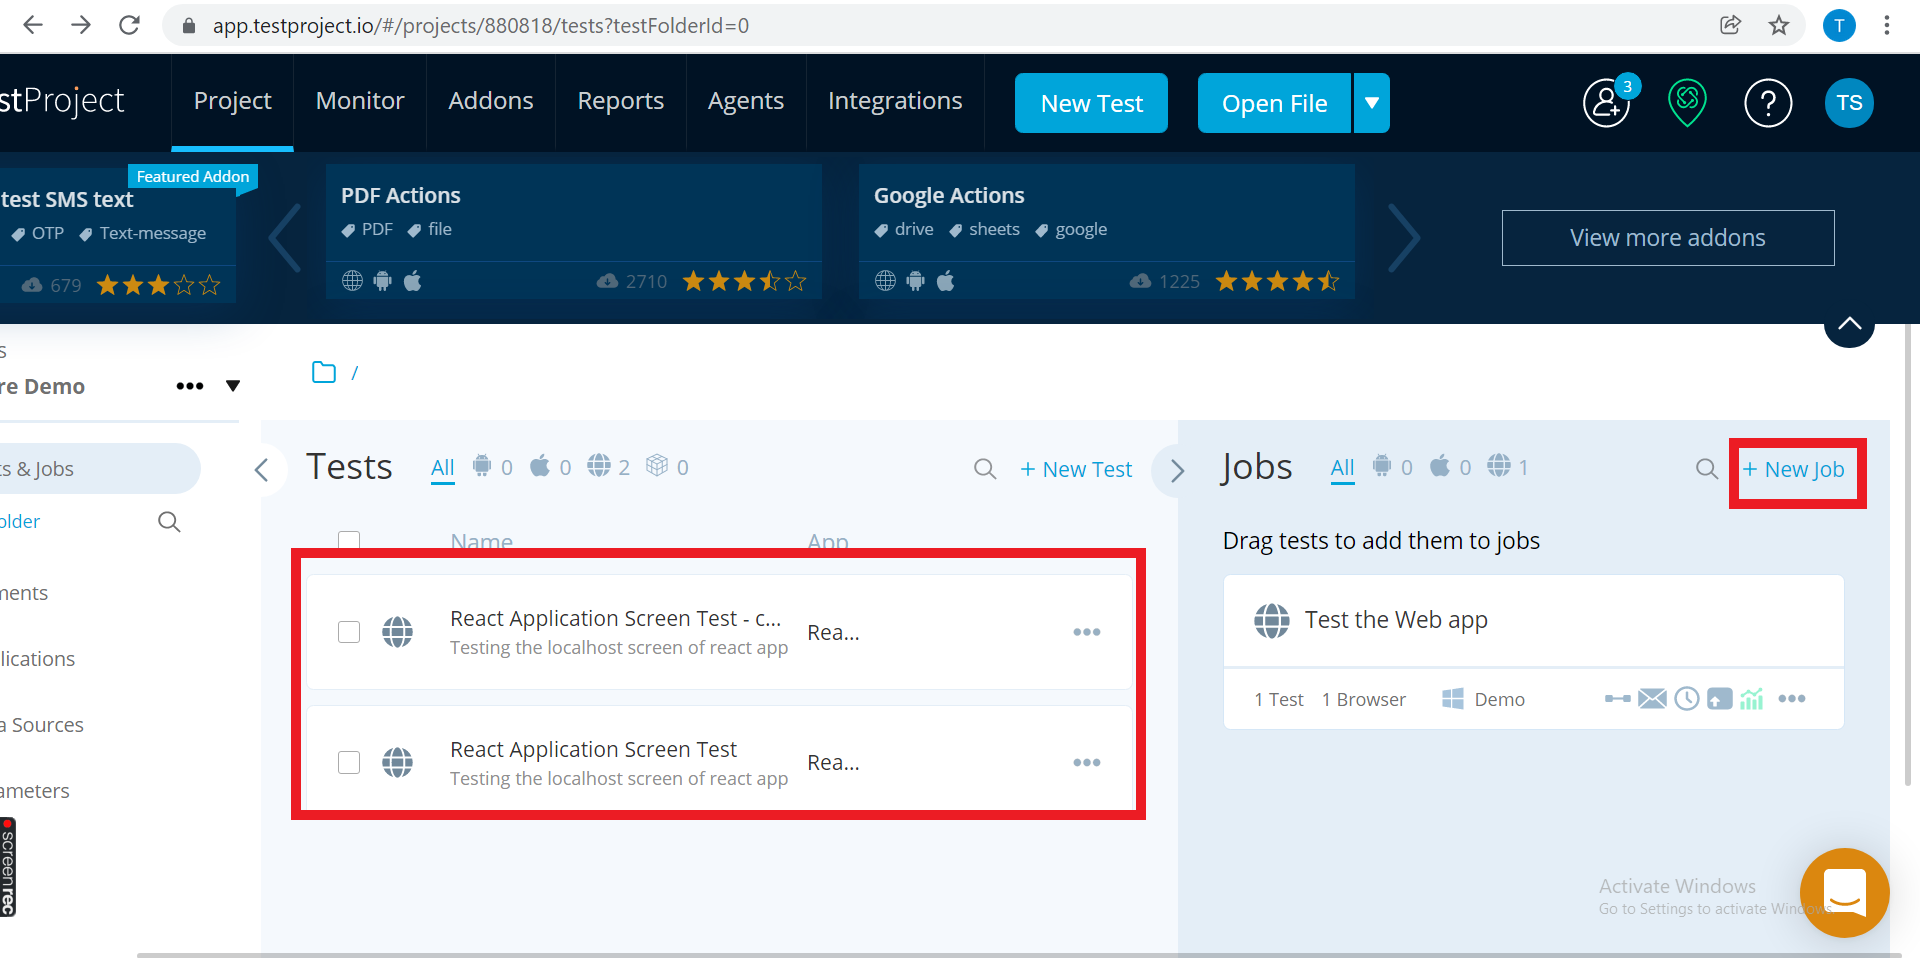 app.testproject.io/#/projects/880818/tests?testFolderId=0
T
stProject
Project
Monitor
Addons
Reports
Agents
Integrations
New Test
Open File
3
?
TS
Featured Addon
test SMS text
OTP Text-message
679
PDF Actions
PDF file
2710
Google Actions
drive sheets google
1225
View more addons
s
re Demo
/
s & Jobs
older
ments
lications
a Sources
ameters
screenrec
Tests All 0 0 2 0
+ New Test
Name App
React Application Screen Test - c...
Testing the localhost screen of react app
Rea...
React Application Screen Test
Testing the localhost screen of react app
Rea...
Jobs All 0 0 1
+ New Job
Drag tests to add them to jobs
Test the Web app
1 Test 1 Browser Demo
Activate Windows
Go to Settings to activate Windows.